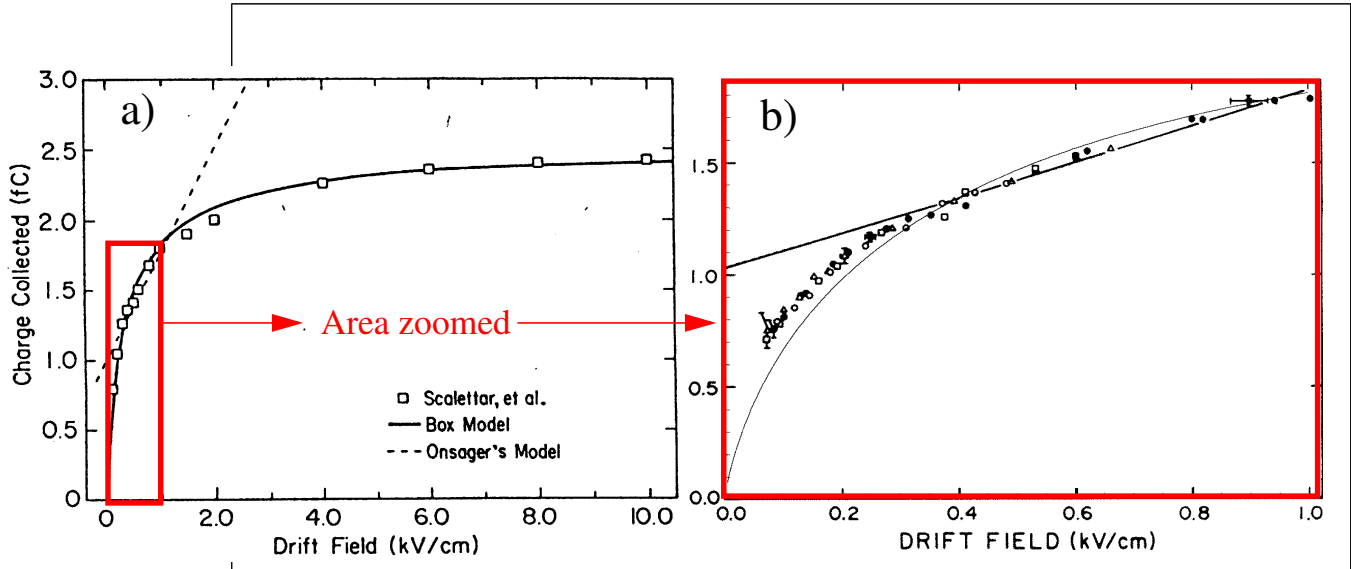 a)
3.0
2.5
2.0
1.5
1.0
0.5
0
Charge Collected (fC)
Scalettar, et al.
Box Model
Onsager's Model
0 2.0 4.0 6.0 8.0 10.0
Drift Field (kV/cm)
Area zoomed
b)
1.5
1.0
0.5
0.0
0.0 0.2 0.4 0.6 0.8 1.0
DRIFT FIELD (kV/cm)